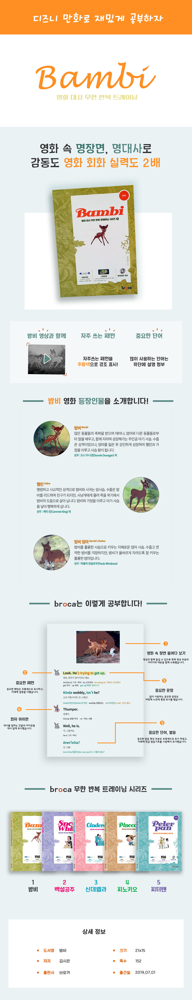 디즈니 만화로 재밌게 공부하자
Bambi
영화 대사 무한 반복 트레이닝
영화 속 명장면, 명대사로
감동도 영화 회화 실력도 2배
밤비
Bambi
영화 대사 무한 반복 트레이닝 시리즈 1
브로카펜
스마트폰
음원파일 제공
broca
밤비 영상과 함께
자주 쓰는 패턴
중요한 단어
자주쓰는 패턴을
주황색으로 강조 표시!
많이 사용하는 단어는
하단에 설명 첨부
밤비 영화 등장인물을 소개합니다!
밤비 Bambi
많은 동물들의 축복을 받으며 태어나, 엄마와 다른 동물들로부
터 말을 배우고, 함께 자라며 성장해가는 주인공 아기 사슴. 수줍
은 성격이었으나, 엄마를 잃은 후 강인하게 성장하여 펠린과 가
정을 이루고 사슴 왕이 됩니다.
성우 : 도니 두나겐(Donnie Dunagan) 외
펠린 Faline
명랑하고 사교적인 성격으로 밤비와 사귀는 암사슴. 수줍은 밤
비를 리드하며 친구가 되지만, 사냥개에게 물려 죽을 위기에서
밤비의 도움으로 살아 납니다. 밤비와 가정을 이루고 아기 사슴
을 낳아 행복하게 삽니다.
성우 : 캐미 킹(Cammie King) 외
밤비 엄마 Bambi's Mother
밤비를 훌륭한 사슴으로 키우는 지혜로운 엄마 사슴. 수줍고 연
약한 밤비를 걱정하지만, 밤비가 올바르게 자라도록 잘 키우는
훌륭한 엄마입니다.
성우 : 파울라 윈슬로우(Paula Winslowe)
broca는 이렇게 공부합니다!
1
영화 속 장면 들여다 보기
영상과 함께 즐길 수 있도록 현재 영상 부분의
이미지와 대본을 함께 수록했습니다.
2
중요한 패턴
중요한 패턴은 주황색으로 표시하고,
아래에 설명을 더했습니다.
Look. He's trying to get up.
봐요. 왕자가 일어서려고 해요.
he's(he is) 그가 ~하다 try 시도하다 be trying to ~하려고 시도하다
get 얻다 up 위로 get up[게렆] 일어나다
3
중요한 문장
많이 사용하는 중요한 문장은
바탕에 노란색 형광 표시를 했습니다.
Kinda wobbly, isn't he?
조금 비틀거리네, 안 그래요?
kinda[카인더](kind of) 약간 wobbly 흔들리는 isn't[이즌](is not) ~이지 않니
4
화자 아이콘
대사를 말하는 인물의 아이콘을
대사 앞에 표시했습니다.
Thumper.
쿵쾅아.
thump 쿵쿵 치다 ~er ~하는 사람
Well, he is.
어, 그렇어요.
he is 그가 ~하다
5
중요한 단어, 발음
중요한 발음 현상 부분은 초록색으로 표시 하였고,
아래에 한글 발음기호를 사용해서 표기했습니다.
Aren'tcha?
안 그래?
broca 무한 반복 트레이닝 시리즈
Peter
pan
1
밤비
2
백설공주
3
신데렐라
4
피노키오
5
피터팬
상세 정보
도서명 밤비
크기 21x15
저자 김시은
쪽수 152
출판사 브로카
출간일 2019.07.01